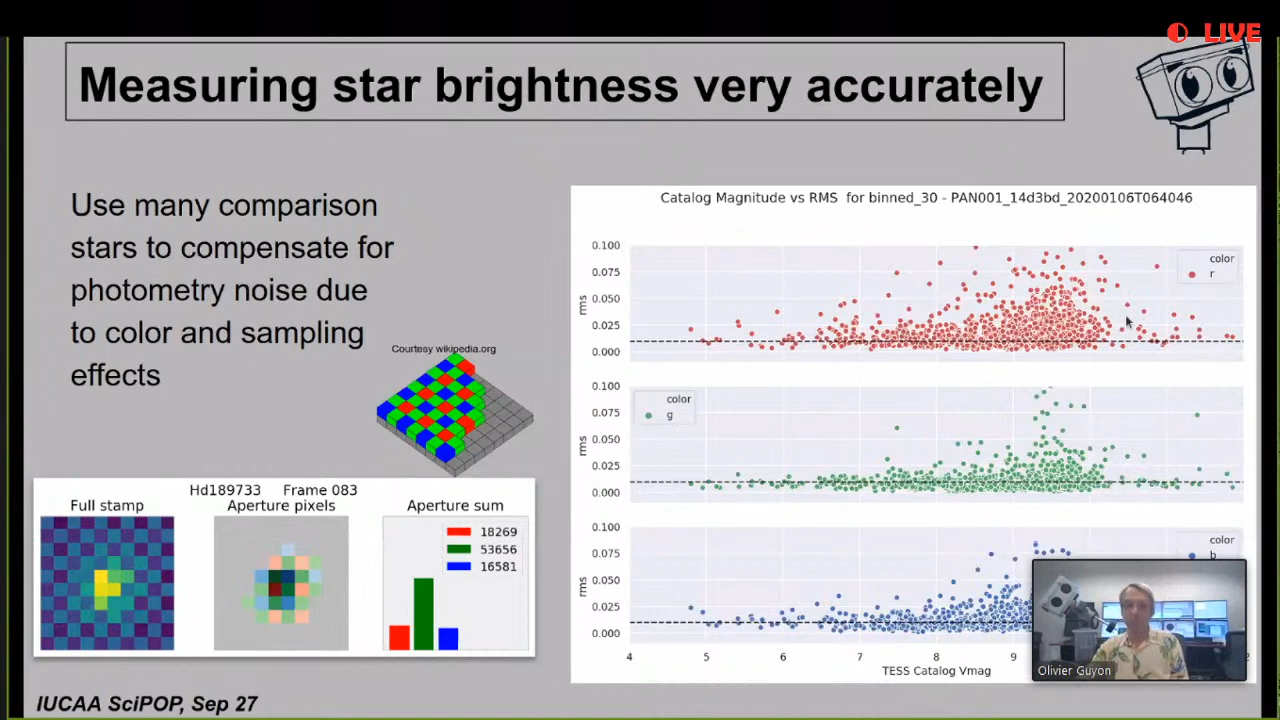 LIVE
Measuring star brightness very accurately
Use many comparison
stars to compensate for
photometry noise due
to color and sampling
effects
Courtesy wikipedia.org
Hd189733 Frame 083
Full stamp
Aperture pixels
Aperture sum
18269
53656
16581
Catalog Magnitude vs RMS for binned_30 - PAN001_14d3bd_20200106T064046
0.100
0.075
0.050
0.025
0.000
rms
color
r
0.100
0.075
0.050
0.025
0.000
rms
color
g
0.100
0.075
0.050
0.025
0.000
rms
color
b
4 5 6 7 8 9
TESS Catalog Vmag
Olivier Guyon
IUCAA SciPOP, Sep 27